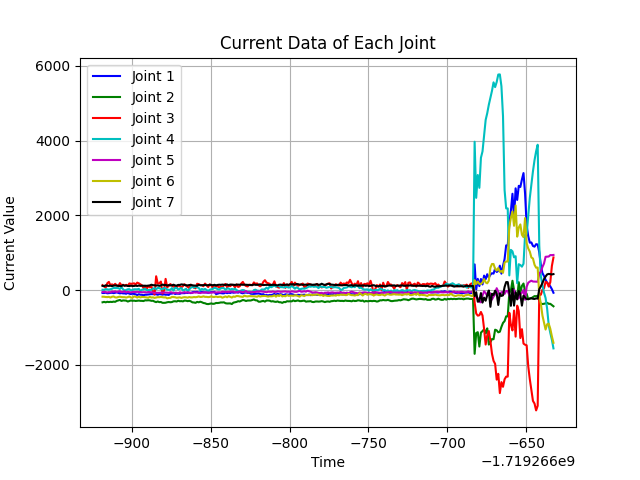 Current Data of Each Joint
Current Value
6000
4000
2000
0
−2000
Joint 1
Joint 2
Joint 3
Joint 4
Joint 5
Joint 6
Joint 7
−900
−850
−800
−750
−700
−650
Time
−1.719266e9